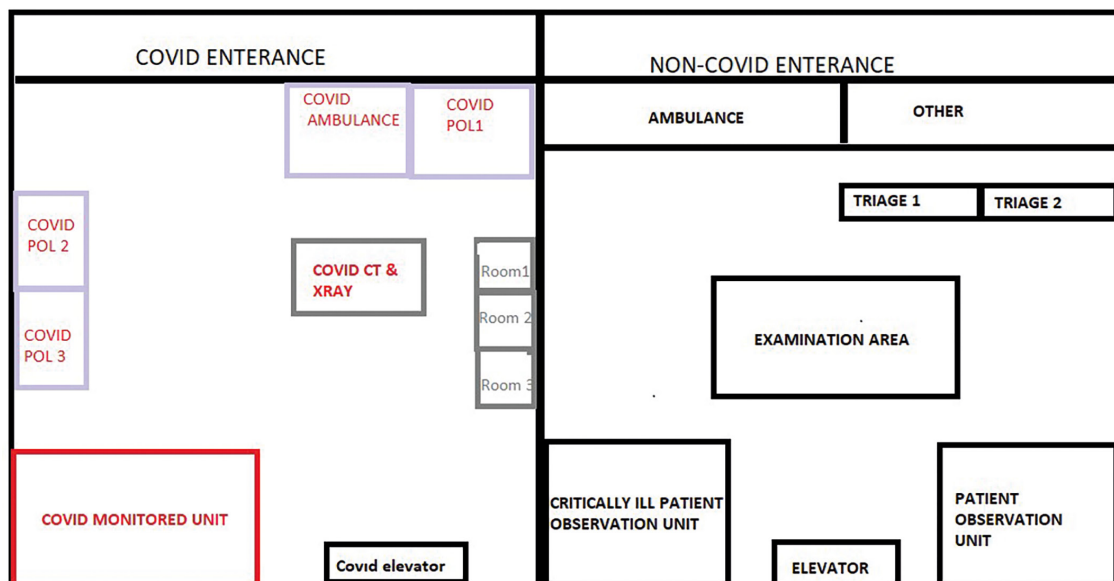 COVID ENTERANCE
NON-COVID ENTERANCE
COVID
AMBULANCE
COVID
POL1
AMBULANCE
OTHER
TRIAGE 1
TRIAGE 2
COVID
POL 2
COVID CT &
XRAY
Room1
Room 2
Room 3
COVID
POL 3
EXAMINATION AREA
COVID MONITORED UNIT
Covid elevator
CRITICALLY ILL PATIENT
OBSERVATION UNIT
ELEVATOR
PATIENT
OBSERVATION
UNIT